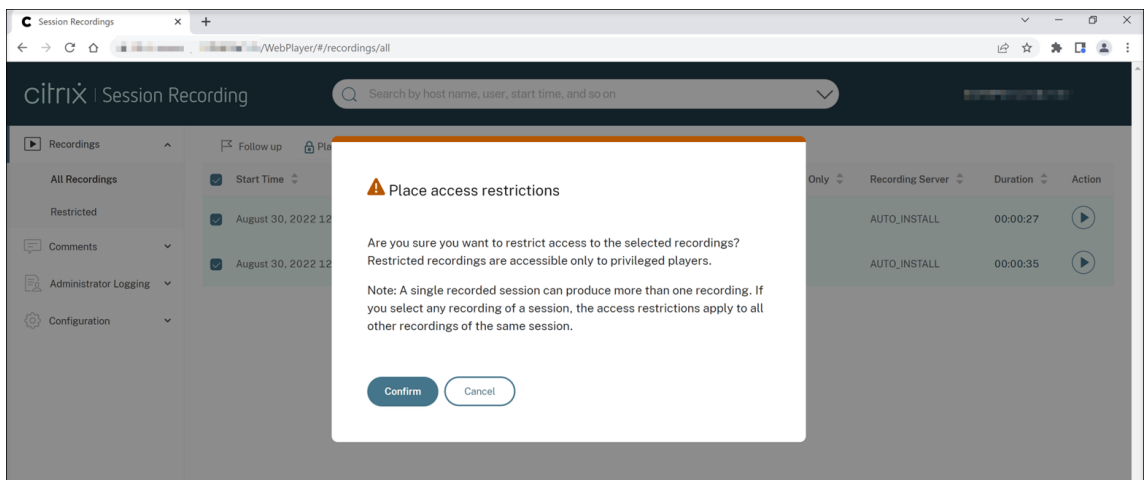 Session Recordings
/WebPlayer/#/recordings/all
citrix | Session Recording
Search by host name, user, start time, and so on
Recordings
Follow up
Pla
All Recordings
Start Time
Only
Recording Server
Duration
Action
Restricted
August 30, 2022 12
AUTO_INSTALL
00:00:27
Comments
August 30, 2022 12
AUTO_INSTALL
00:00:35
Administrator Logging
Configuration
Place access restrictions
Are you sure you want to restrict access to the selected recordings?
Restricted recordings are accessible only to privileged players.
Note: A single recorded session can produce more than one recording. If
you select any recording of a session, the access restrictions apply to all
other recordings of the same session.
Confirm
Cancel